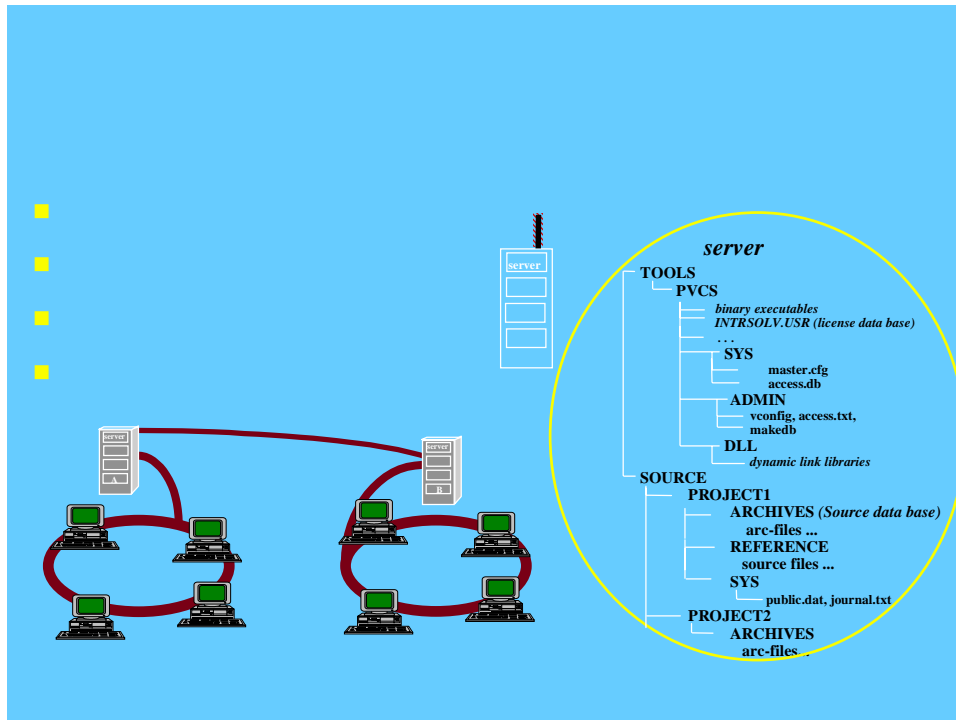 server
server
TOOLS
PVCS
binary executables
INTRSOLV.USR (license data base)
. . .
SYS
master.cfg
access.db
ADMIN
vconfig, access.txt,
makedb
DLL
dynamic link libraries
SOURCE
PROJECT1
ARCHIVES (Source data base)
arc-files ...
REFERENCE
source files ...
SYS
public.dat, journal.txt
PROJECT2
ARCHIVES
arc-files...
server
A
server
B